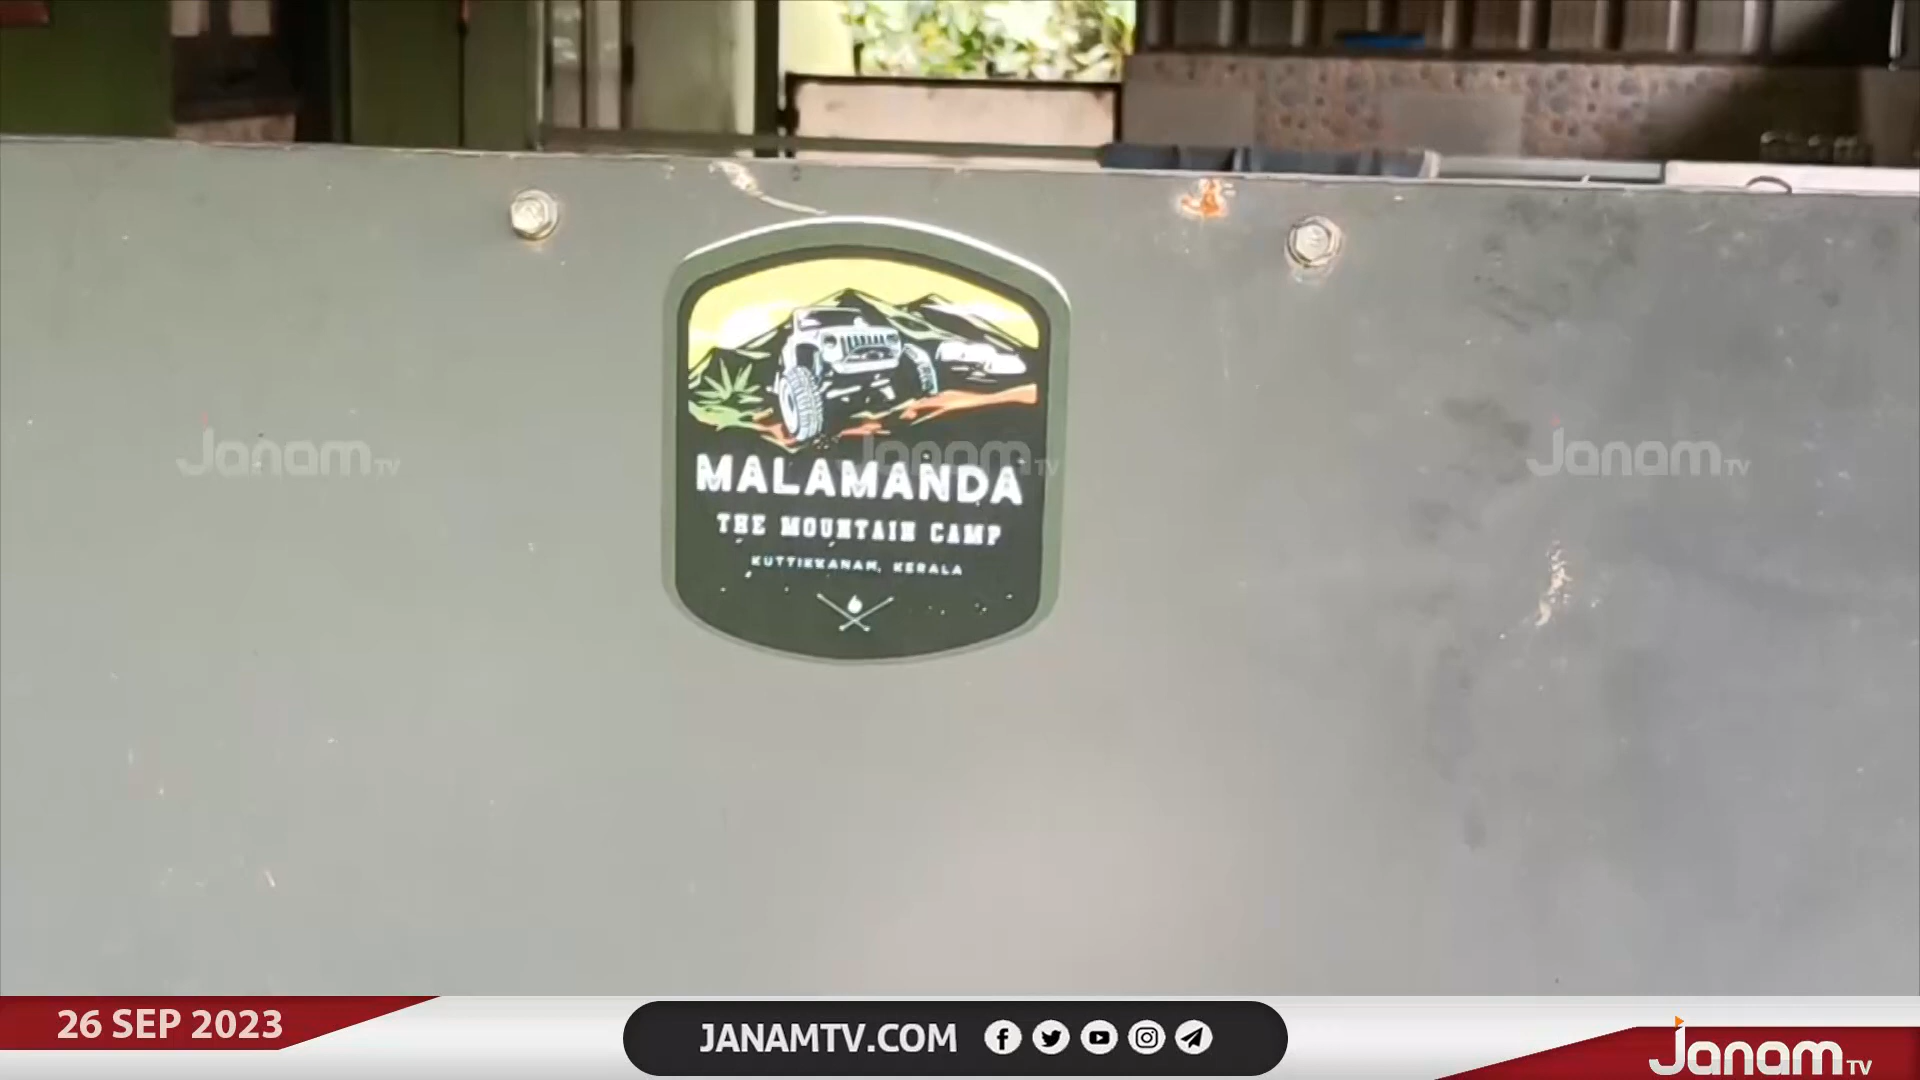 Janam TV
Janam TV
Janam TV
MALAMANDA
THE MOUNTAIN CAMP
KUTTIKKANAM, KERALA
26 SEP 2023
JANAMTV.COM
Janam TV